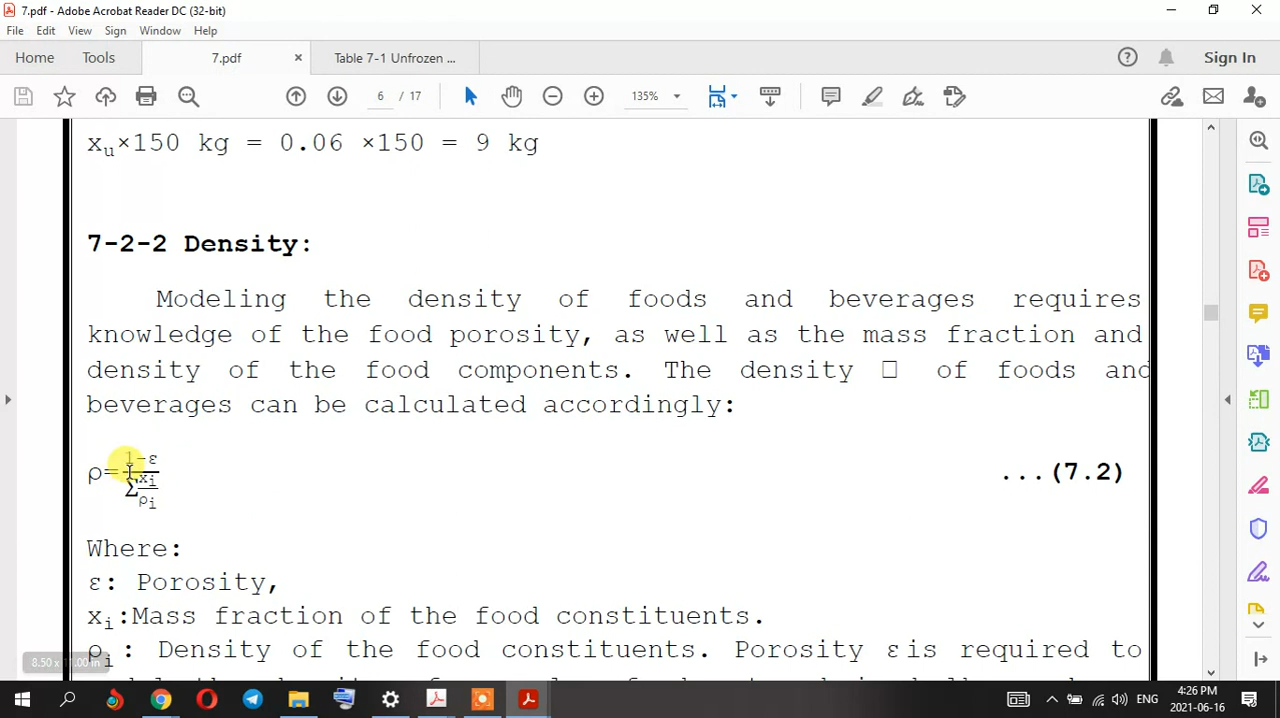 7.pdf - Adobe Acrobat Reader DC (32-bit)
File Edit View Sign Window Help
Home Tools 7.pdf × Table 7-1 Unfrozen ... Sign In
6 / 17 135%
xᵤ×150 kg = 0.06 ×150 = 9 kg
7-2-2 Density:
Modeling the density of foods and beverages requires
knowledge of the food porosity, as well as the mass fraction and
density of the food components. The density □ of foods and
beverages can be calculated accordingly:
1-ε
ρ= ...(7.2)
xᵢ
∑
ρᵢ
Where:
ε: Porosity,
xᵢ:Mass fraction of the food constituents.
ρᵢ : Density of the food constituents. Porosity ε is required to
8.50 x 11.00 in
ENG 4:26 PM
2021-06-16